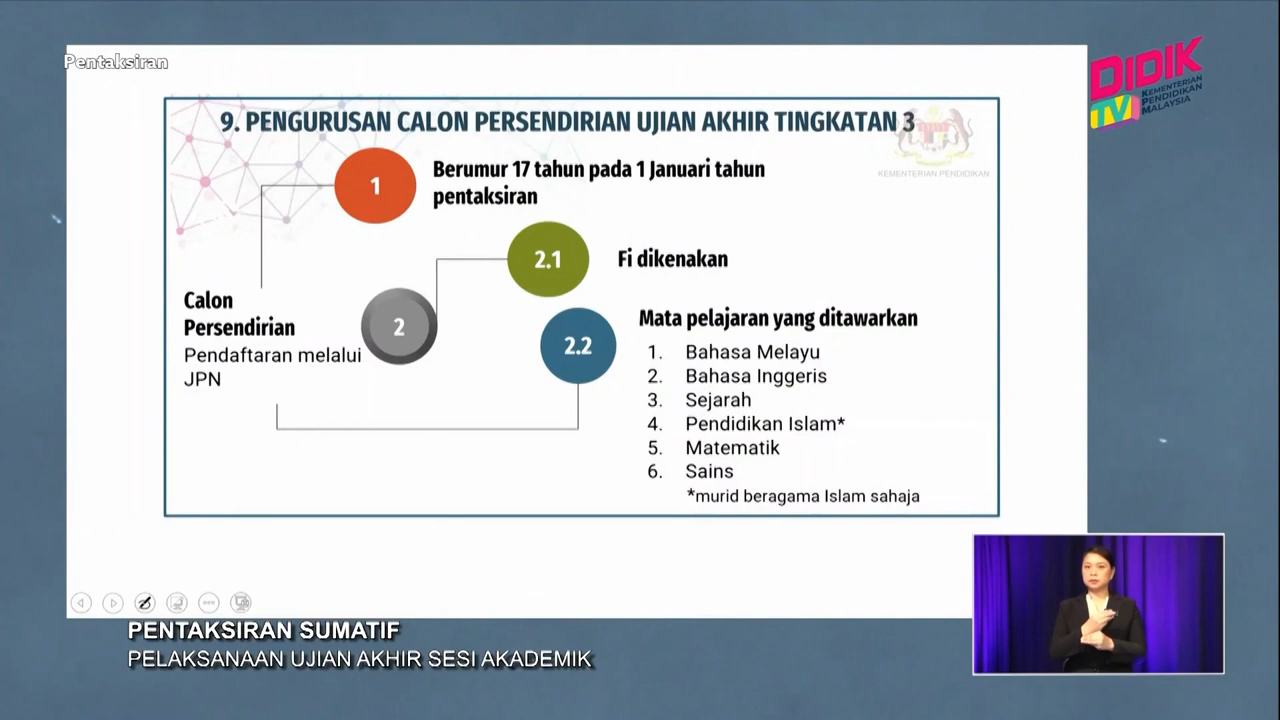 Pentaksiran
DIDIK
TV
KEMENTERIAN
PENDIDIKAN
MALAYSIA
9. PENGURUSAN CALON PERSENDIRIAN UJIAN AKHIR TINGKATAN 3
KEMENTERIAN PENDIDIKAN
1
Berumur 17 tahun pada 1 Januari tahun
pentaksiran
2.1
Fi dikenakan
Calon
Persendirian
Pendaftaran melalui
JPN
2
2.2
Mata pelajaran yang ditawarkan
1. Bahasa Melayu
2. Bahasa Inggeris
3. Sejarah
4. Pendidikan Islam*
5. Matematik
6. Sains
*murid beragama Islam sahaja
PENTAKSIRAN SUMATIF
PELAKSANAAN UJIAN AKHIR SESI AKADEMIK